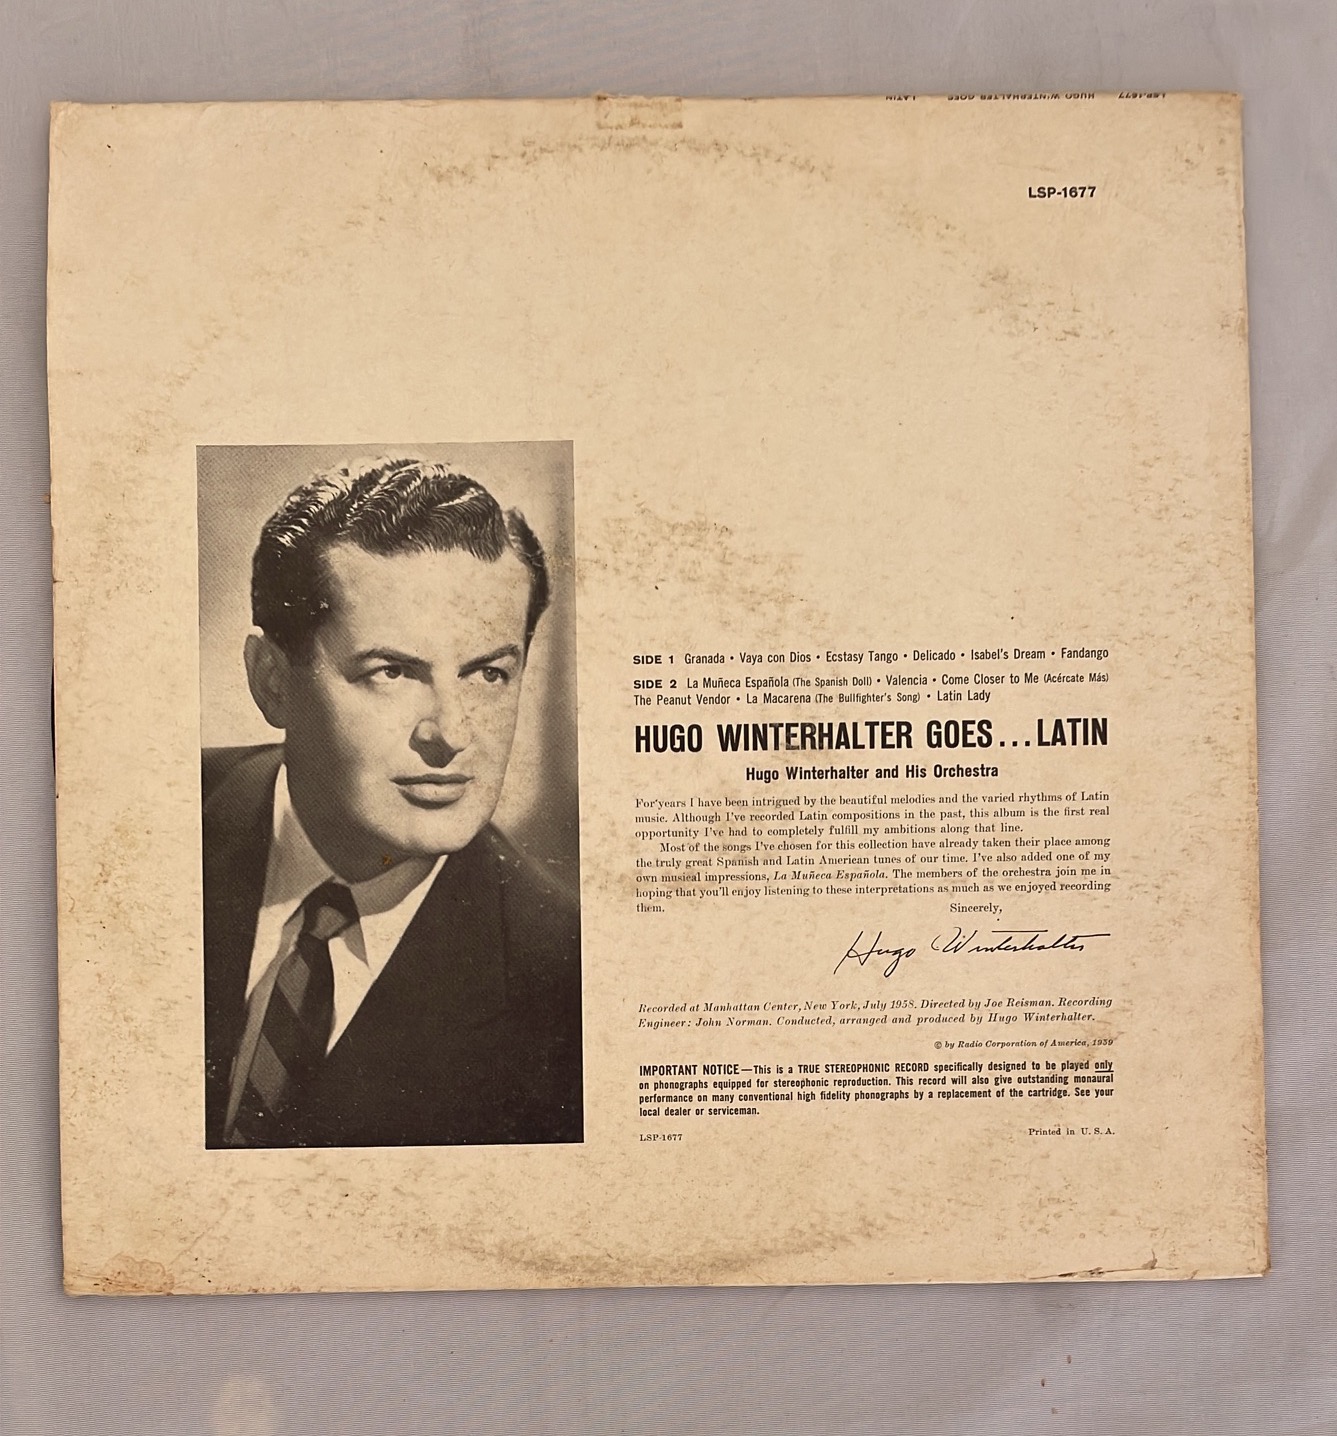 LSP-1677 HUGO WINTERHALTER GOES LATIN
LSP-1677
SIDE 1 Granada • Vaya con Dios • Ecstasy Tango • Delicado • Isabel's Dream • Fandango
SIDE 2 La Muñeca Española (The Spanish Doll) • Valencia • Come Closer to Me (Acércate Más)
The Peanut Vendor • La Macarena (The Bullfighter's Song) • Latin Lady
HUGO WINTERHALTER GOES...LATIN
Hugo Winterhalter and His Orchestra
For years I have been intrigued by the beautiful melodies and the varied rhythms of Latin
music. Although I've recorded Latin compositions in the past, this album is the first real
opportunity I've had to completely fulfill my ambitions along that line.
Most of the songs I've chosen for this collection have already taken their place among
the truly great Spanish and Latin American tunes of our time. I've also added one of my
own musical impressions, La Muñeca Española. The members of the orchestra join me in
hoping that you'll enjoy listening to these interpretations as much as we enjoyed recording
them. Sincerely,
Hugo Winterhalter
Recorded at Manhattan Center, New York, July 1958. Directed by Joe Reisman. Recording
Engineer: John Norman. Conducted, arranged and produced by Hugo Winterhalter.
© by Radio Corporation of America, 1959
IMPORTANT NOTICE—This is a TRUE STEREOPHONIC RECORD specifically designed to be played only
on phonographs equipped for stereophonic reproduction. This record will also give outstanding monaural
performance on many conventional high fidelity phonographs by a replacement of the cartridge. See your
local dealer or serviceman.
LSP-1677 Printed in U. S. A.